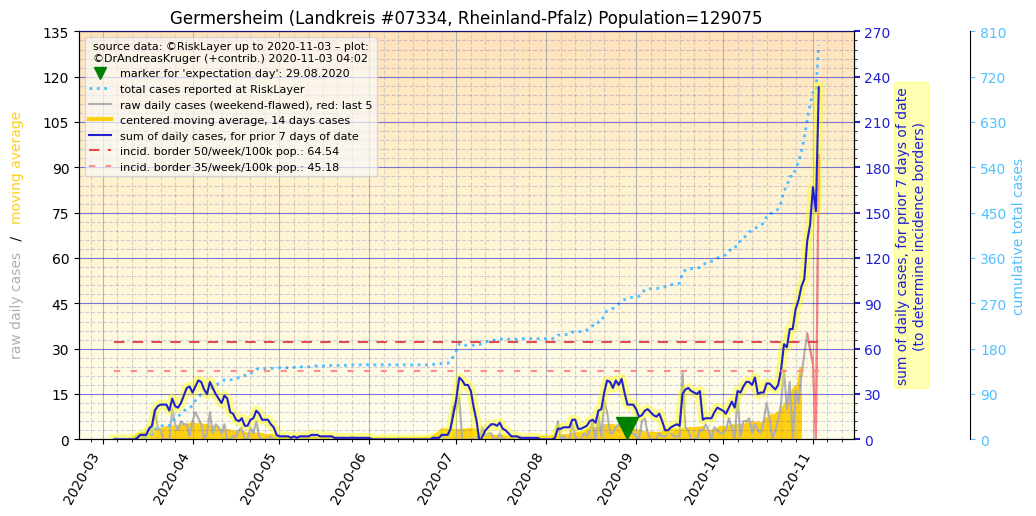 Germersheim (Landkreis #07334, Rheinland-Pfalz) Population=129075
source data: ©RiskLayer up to 2020-11-03 – plot:
©DrAndreasKruger (+contrib.) 2020-11-03 04:02
marker for 'expectation day': 29.08.2020
total cases reported at RiskLayer
raw daily cases (weekend-flawed), red: last 5
centered moving average, 14 days cases
sum of daily cases, for prior 7 days of date
incid. border 50/week/100k pop.: 64.54
incid. border 35/week/100k pop.: 45.18
raw daily cases / moving average
135
120
105
90
75
60
45
30
15
0
270
240
210
180
150
120
90
60
30
0
sum of daily cases, for prior 7 days of date
(to determine incidence borders)
810
720
630
540
450
360
270
180
90
0
cumulative total cases
2020-03
2020-04
2020-05
2020-06
2020-07
2020-08
2020-09
2020-10
2020-11